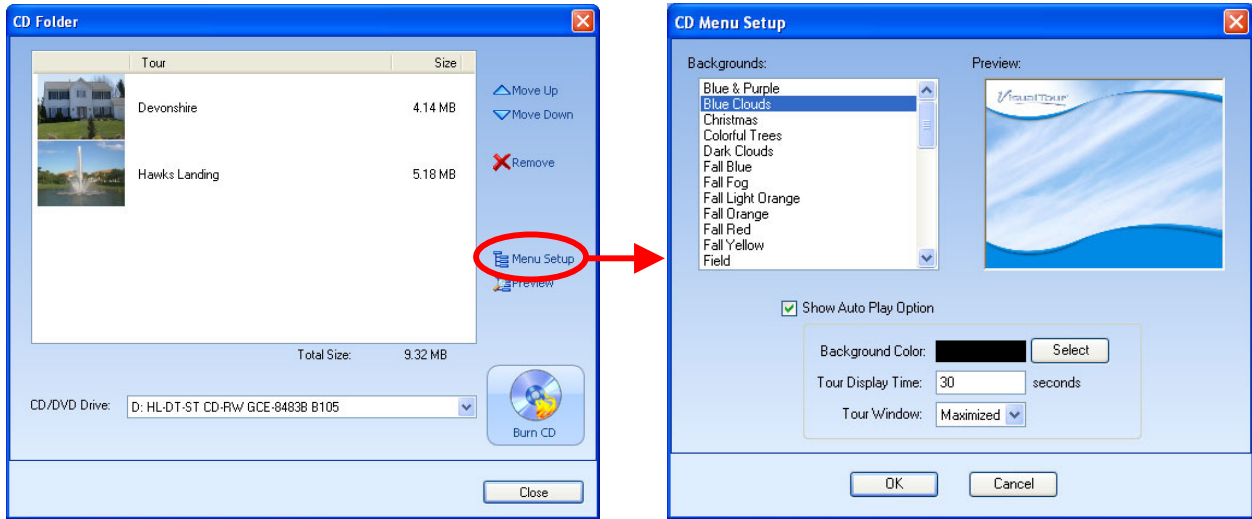 CD Folder
Tour Size
Devonshire 4.14 MB
Hawks Landing 5.18 MB
Move Up
Move Down
Remove
Menu Setup
Preview
Total Size: 9.32 MB
CD/DVD Drive: D: HL-DT-ST CD-RW GCE-8483B B105
Burn CD
Close
CD Menu Setup
Backgrounds:
Blue & Purple
Blue Clouds
Christmas
Colorful Trees
Dark Clouds
Fall Blue
Fall Fog
Fall Light Orange
Fall Orange
Fall Red
Fall Yellow
Field
Preview:
VisualTour
Show Auto Play Option
Background Color: Select
Tour Display Time: 30 seconds
Tour Window: Maximized
OK Cancel